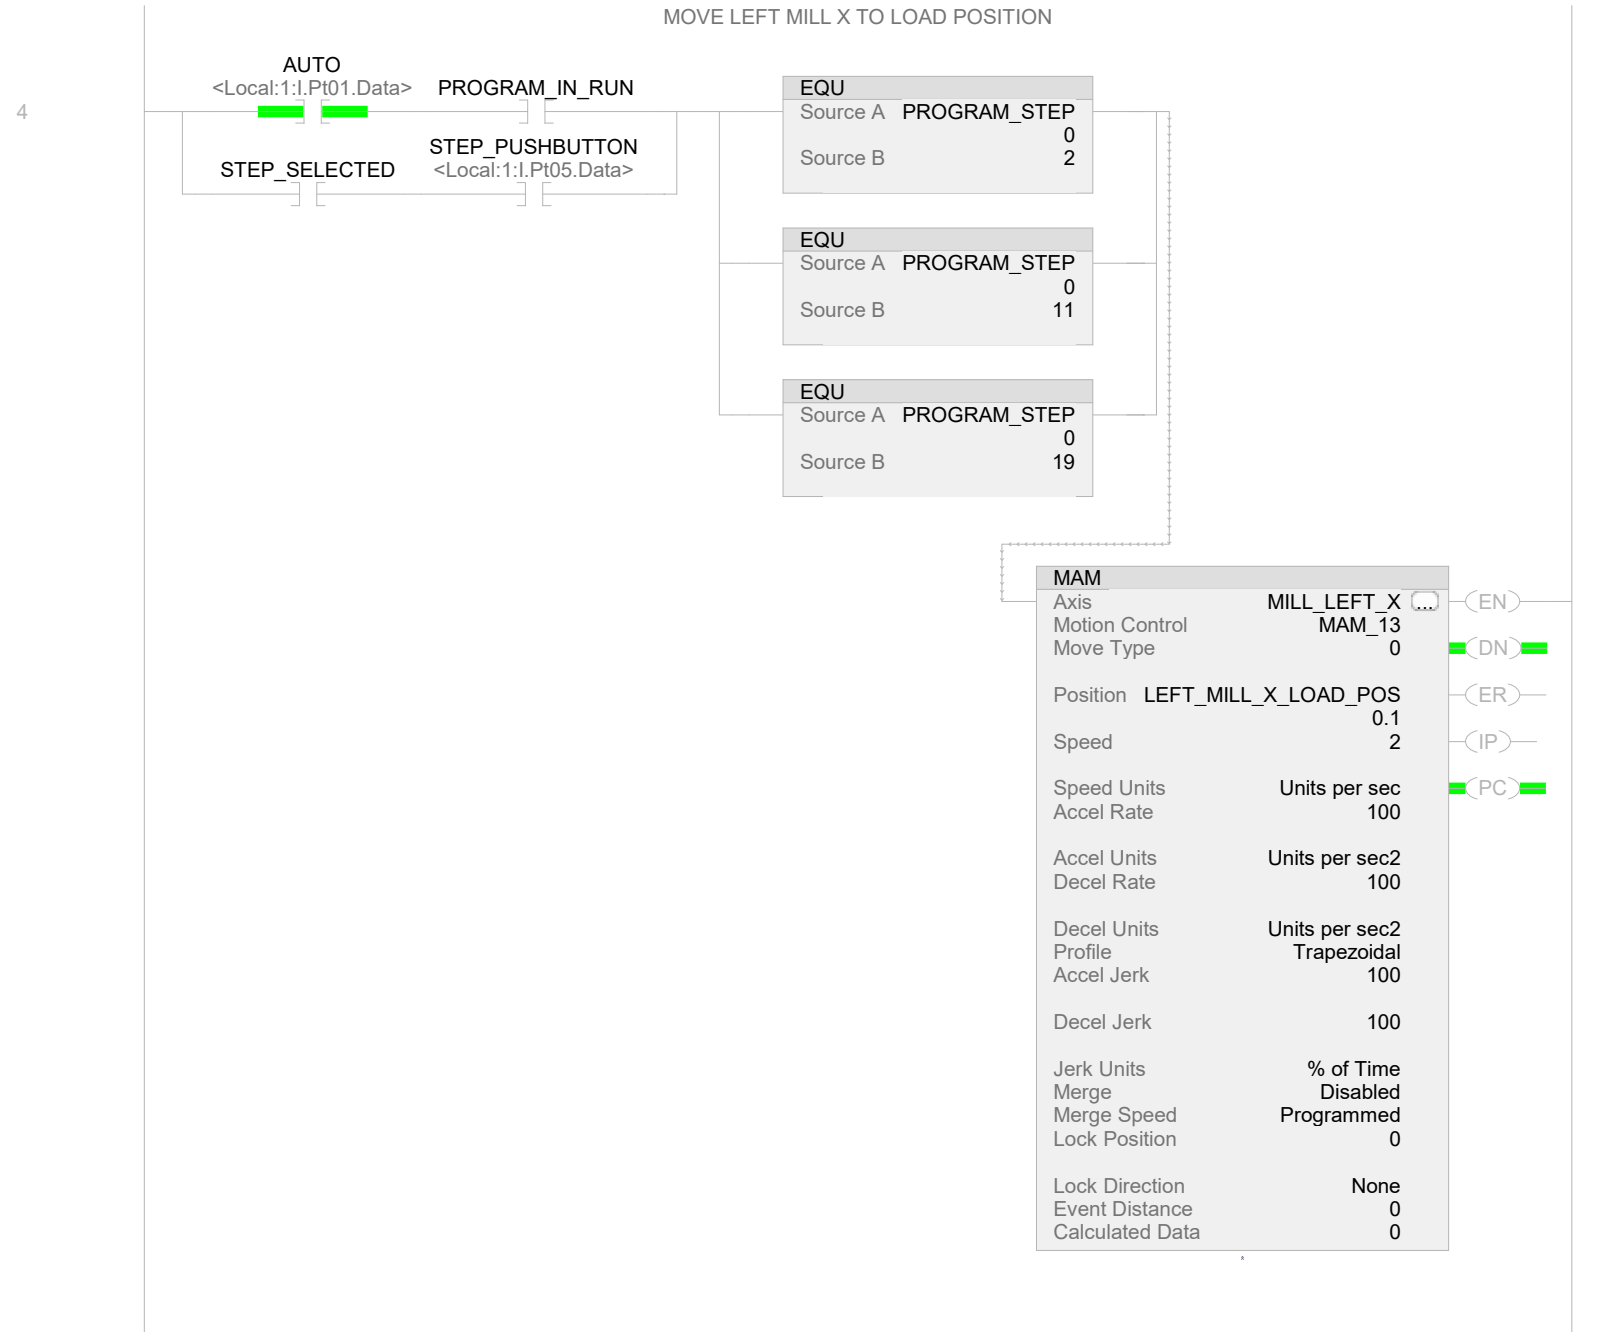 MOVE LEFT MILL X TO LOAD POSITION
4
AUTO
<Local:1:I.Pt01.Data>
PROGRAM_IN_RUN
STEP_SELECTED
STEP_PUSHBUTTON
<Local:1:I.Pt05.Data>
EQU
Source A PROGRAM_STEP
0
Source B 2
EQU
Source A PROGRAM_STEP
0
Source B 11
EQU
Source A PROGRAM_STEP
0
Source B 19
MAM
Axis MILL_LEFT_X ... EN
Motion Control MAM_13
Move Type 0 DN
Position LEFT_MILL_X_LOAD_POS ER
0.1
Speed 2 IP
Speed Units Units per sec PC
Accel Rate 100
Accel Units Units per sec2
Decel Rate 100
Decel Units Units per sec2
Profile Trapezoidal
Accel Jerk 100
Decel Jerk 100
Jerk Units % of Time
Merge Disabled
Merge Speed Programmed
Lock Position 0
Lock Direction None
Event Distance 0
Calculated Data 0